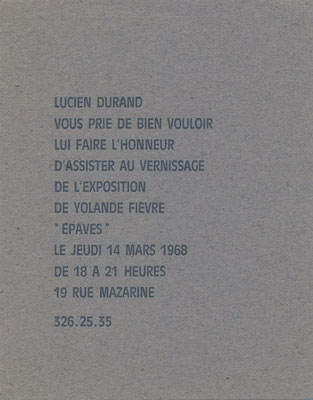 LUCIEN DURAND
VOUS PRIE DE BIEN VOULOIR
LUI FAIRE L'HONNEUR
D'ASSISTER AU VERNISSAGE
DE L'EXPOSITION
DE YOLANDE FIEVRE
"ÉPAVES"
LE JEUDI 14 MARS 1968
DE 18 A 21 HEURES
19 RUE MAZARINE
326.25.35